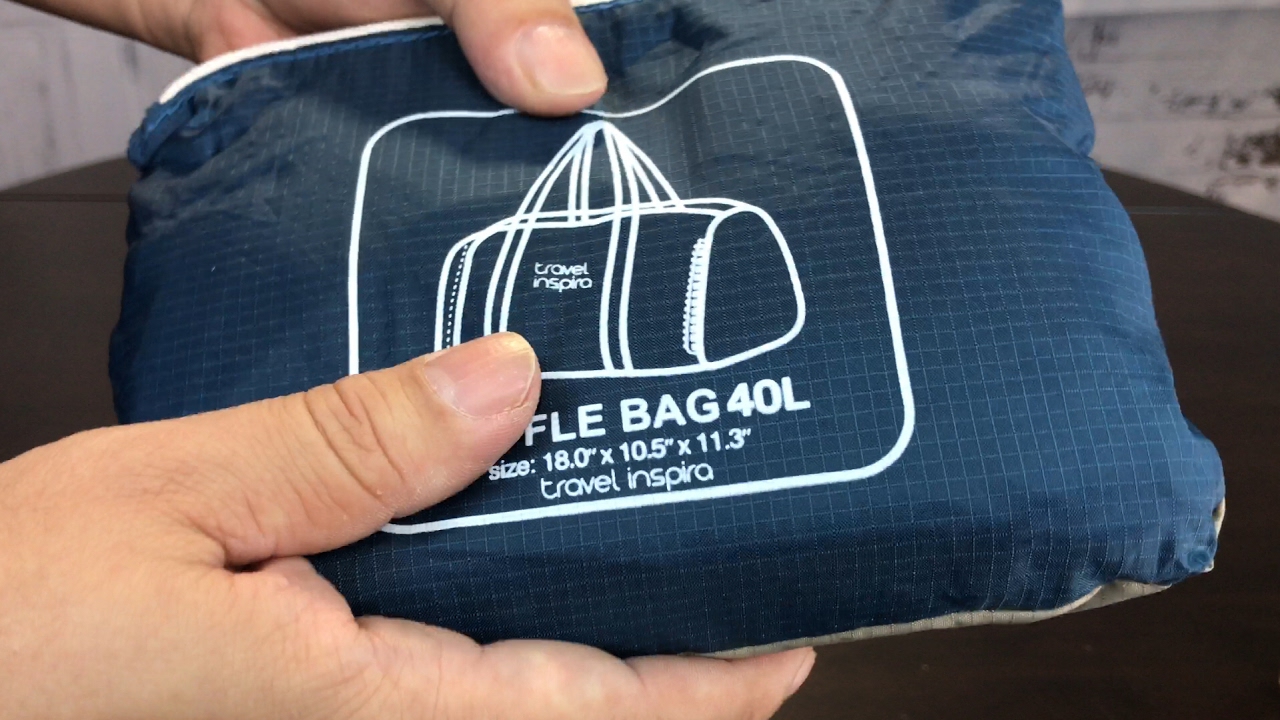 travel
inspira
FLE BAG 40L
size: 18.0" x 10.5" x 11.3"
travel inspira